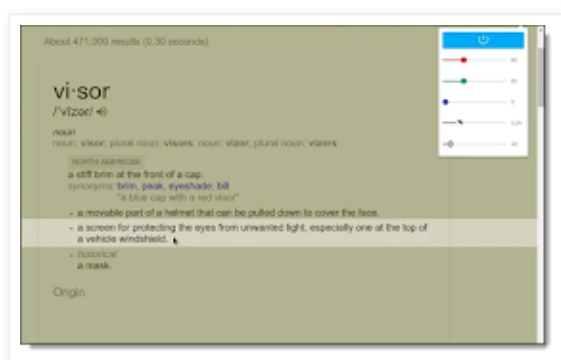 About 471,000 results (0.30 seconds)
vi·sor
/ˈvīzər/
noun
noun: visor; plural noun: visors; noun: vizor; plural noun: vizors
NORTH AMERICAN
a stiff brim at the front of a cap.
synonyms: brim, peak, eyeshade; bill
"a blue cap with a red visor"
• a movable part of a helmet that can be pulled down to cover the face.
• a screen for protecting the eyes from unwanted light, especially one at the top of
a vehicle windshield.
• historical
a mask.
Origin